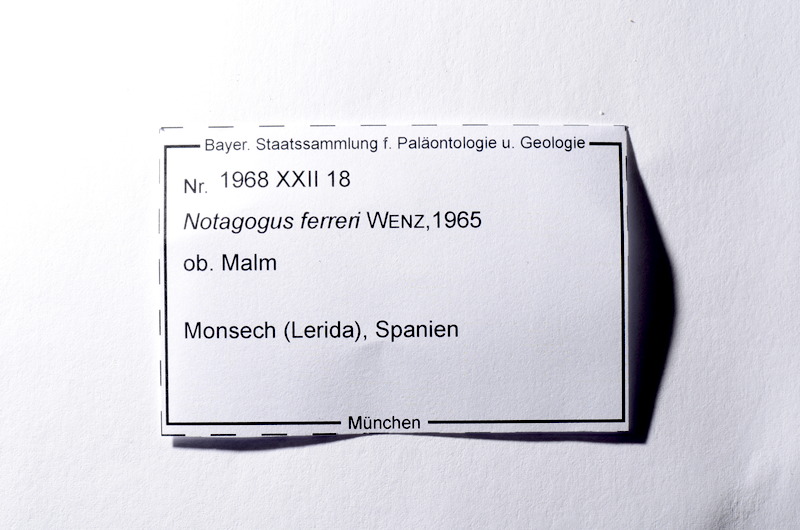 Bayer. Staatssammlung f. Paläontologie u. Geologie
Nr. 1968 XXII 18
Notagogus ferreri WENZ,1965
ob. Malm
Monsech (Lerida), Spanien
München